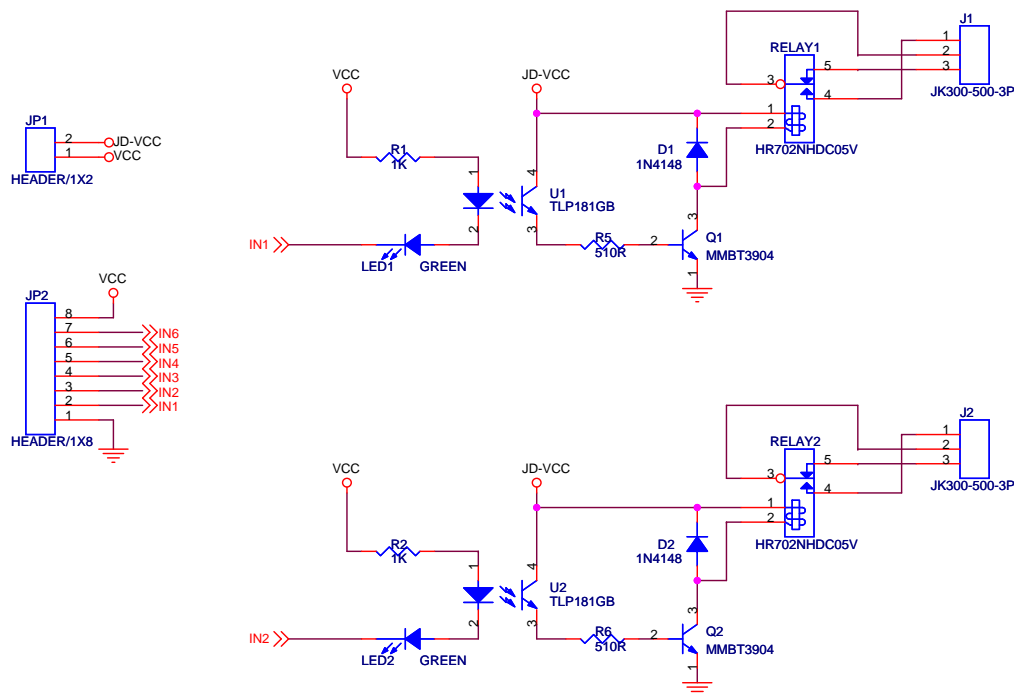 JP1
2
JD-VCC
1
VCC
HEADER/1X2
JP2
VCC
8
7
IN6
6
IN5
5
IN4
4
IN3
3
IN2
2
IN1
1
HEADER/1X8
VCC
R1
1K
1
2
IN1
LED1
GREEN
JD-VCC
4
U1
TLP181GB
3
R5
510R
2
Q1
MMBT3904
3
1
D1
1N4148
RELAY1
3
5
4
1
2
HR702NHDC05V
J1
1
2
3
JK300-500-3P
VCC
R2
1K
1
2
IN2
LED2
GREEN
JD-VCC
4
U2
TLP181GB
3
R6
510R
2
Q2
MMBT3904
3
1
D2
1N4148
RELAY2
3
5
4
1
2
HR702NHDC05V
J2
1
2
3
JK300-500-3P